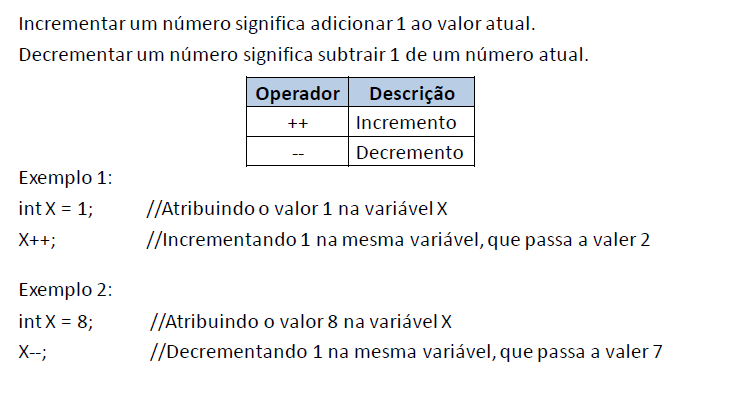 Incrementar um número significa adicionar 1 ao valor atual.
Decrementar um número significa subtrair 1 de um número atual.
Operador Descrição
++ Incremento
-- Decremento
Exemplo 1:
int X = 1; //Atribuindo o valor 1 na variável X
X++; //Incrementando 1 na mesma variável, que passa a valer 2
Exemplo 2:
int X = 8; //Atribuindo o valor 8 na variável X
X--; //Decrementando 1 na mesma variável, que passa a valer 7